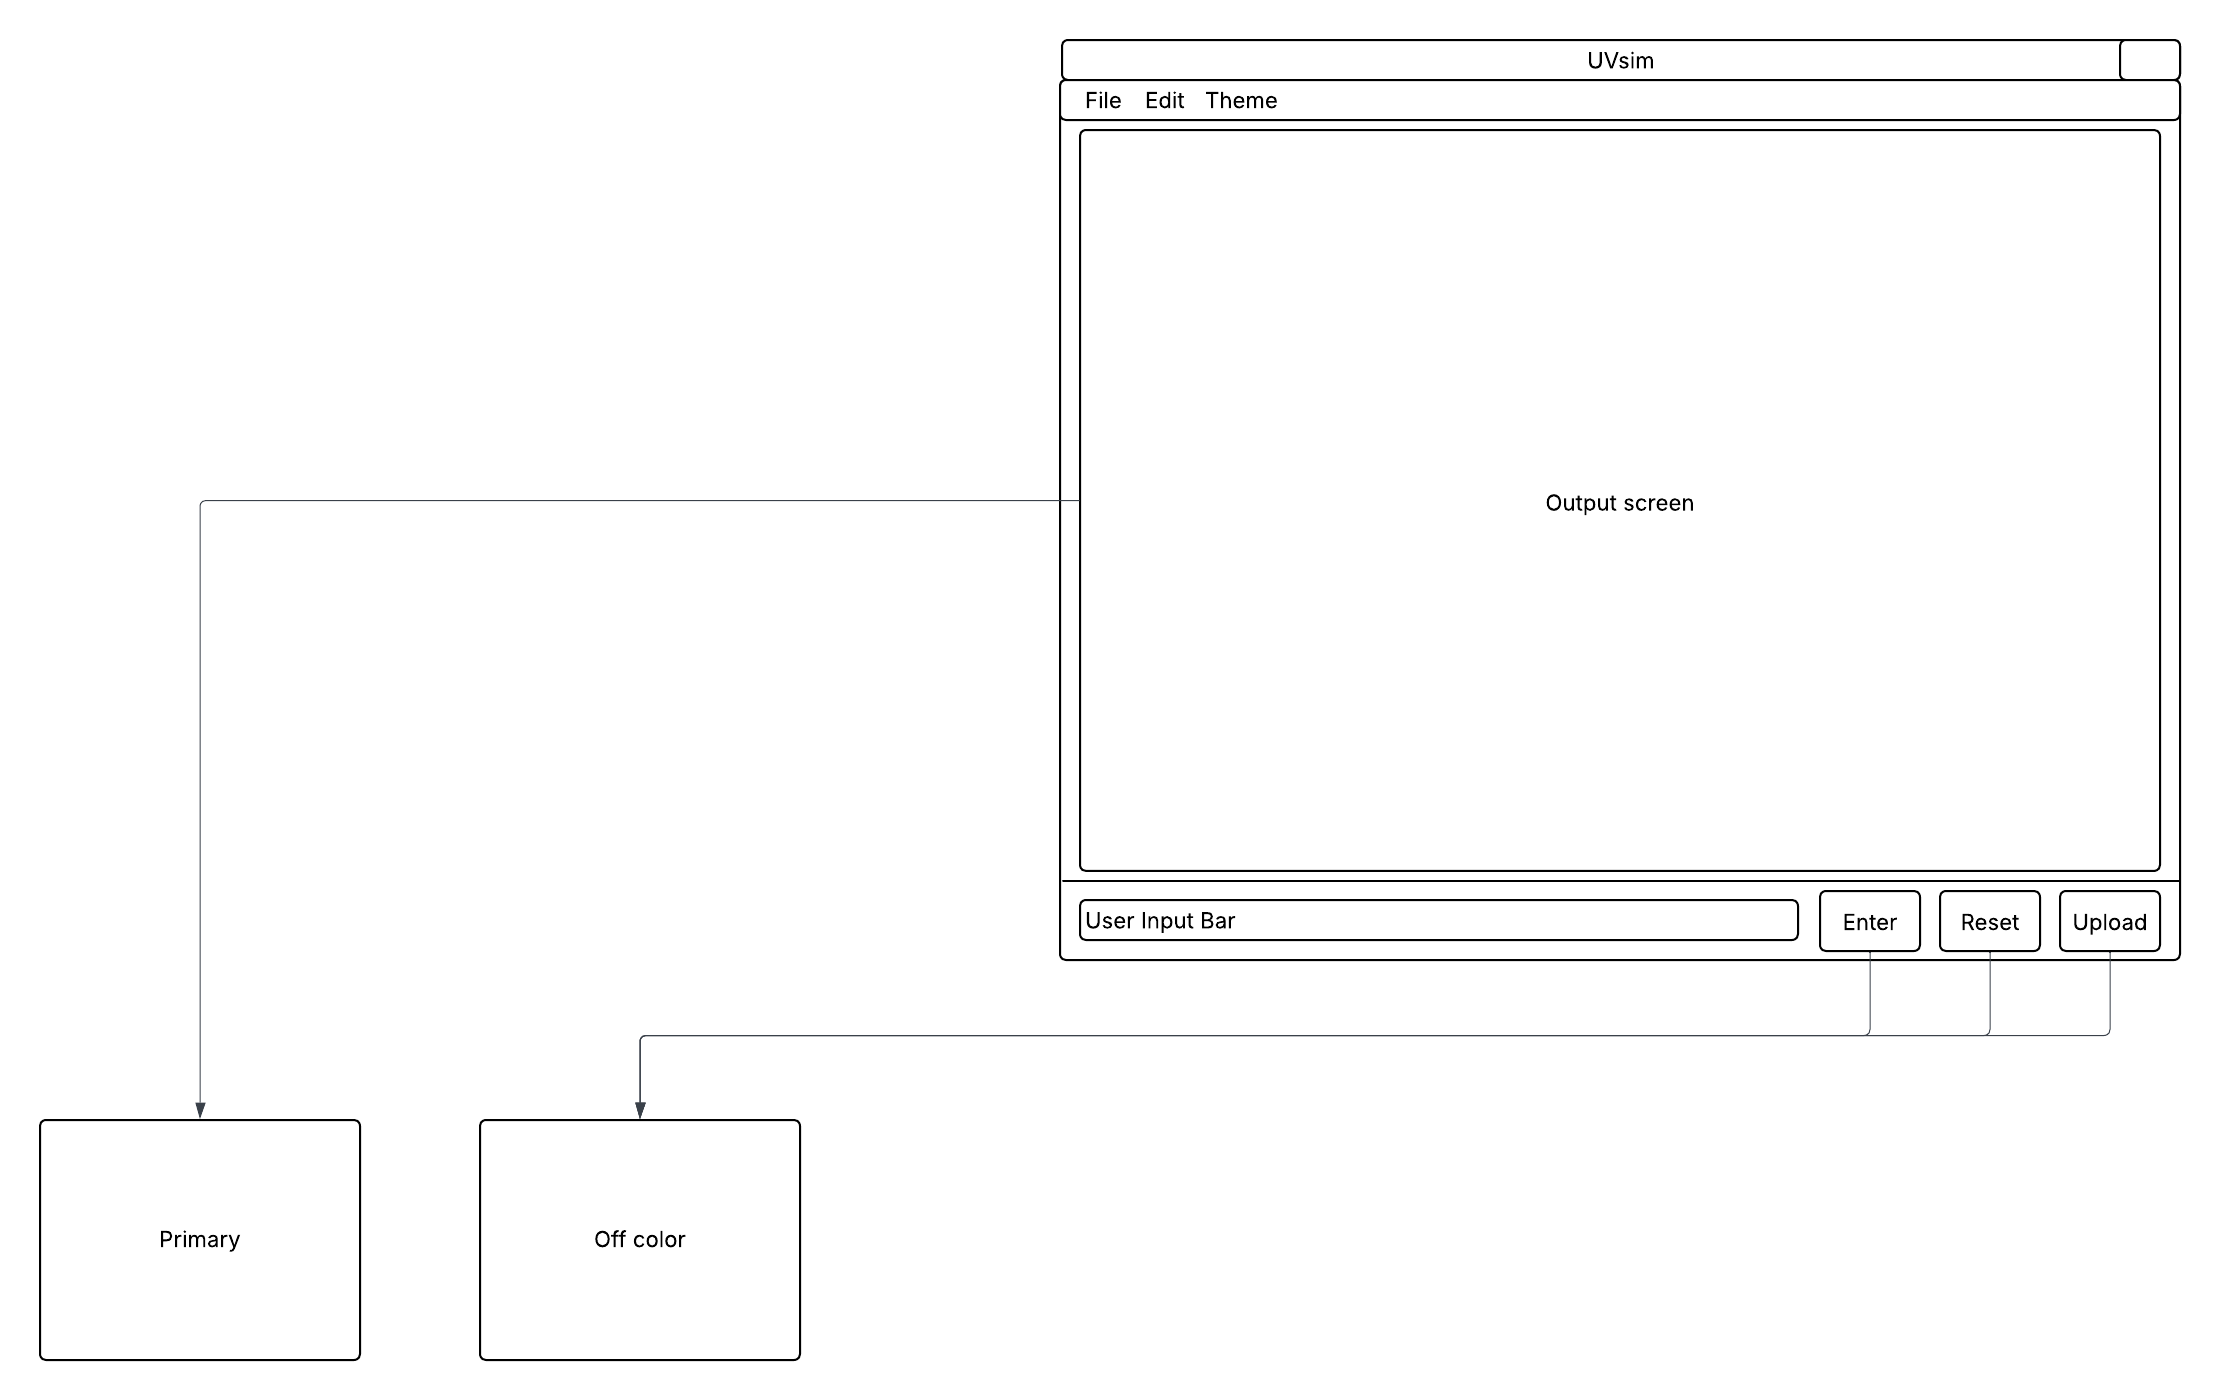 UVsim
File Edit Theme
Output screen
User Input Bar
Enter
Reset
Upload
Primary
Off color